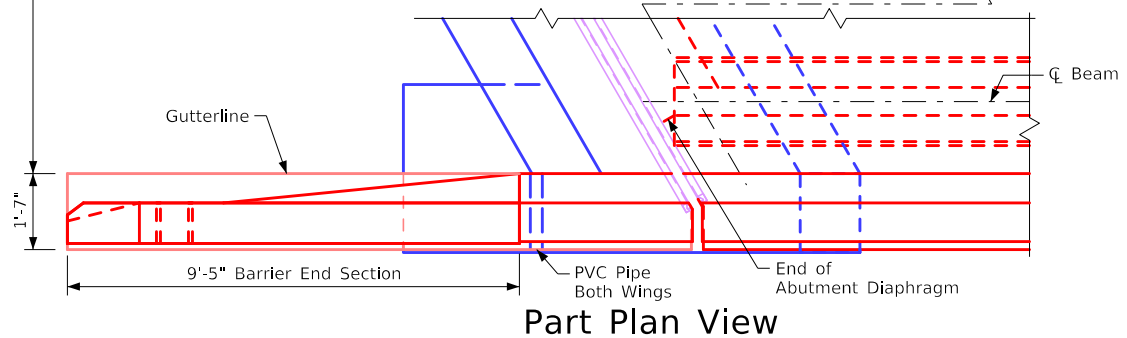 ℄ Beam
Gutterline
1'-7"
9'-5" Barrier End Section
PVC Pipe
Both Wings
End of
Abutment Diaphragm
Part Plan View